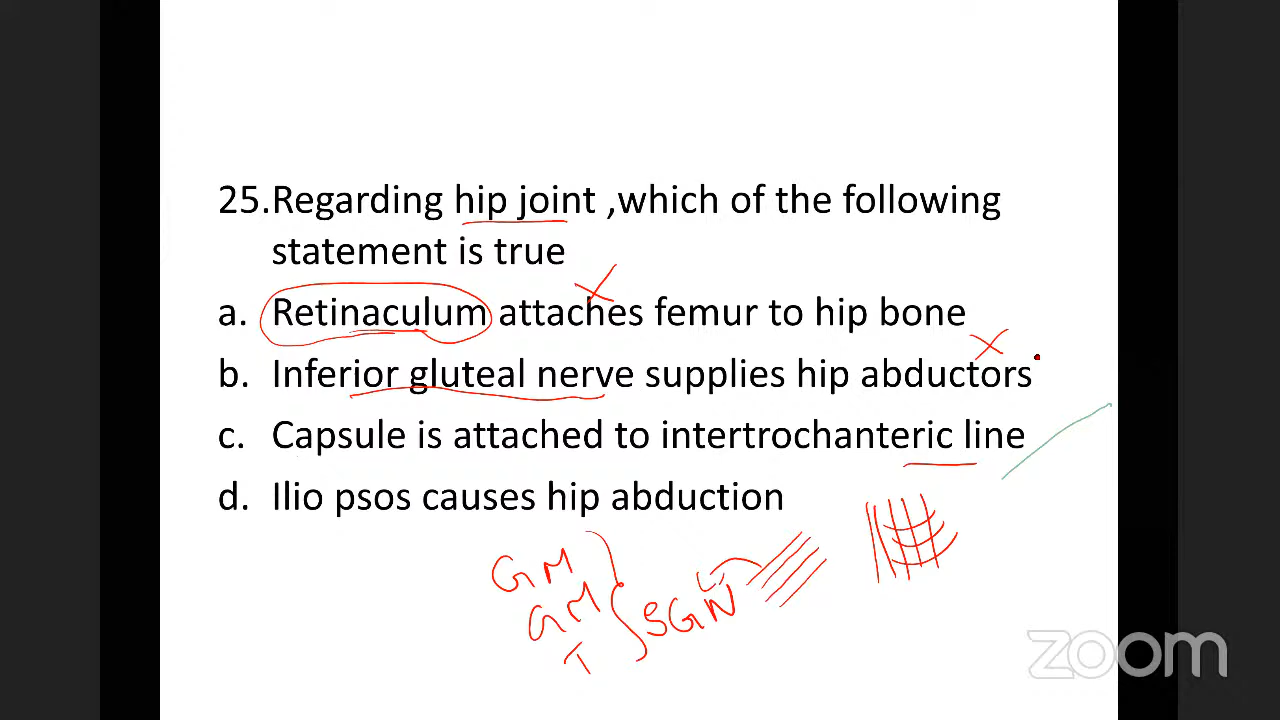 25.Regarding hip joint ,which of the following
statement is true
a. Retinaculum attaches femur to hip bone
b. Inferior gluteal nerve supplies hip abductors
c. Capsule is attached to intertrochanteric line
d. Ilio psos causes hip abduction
GM
GM
T
SGN
zoom